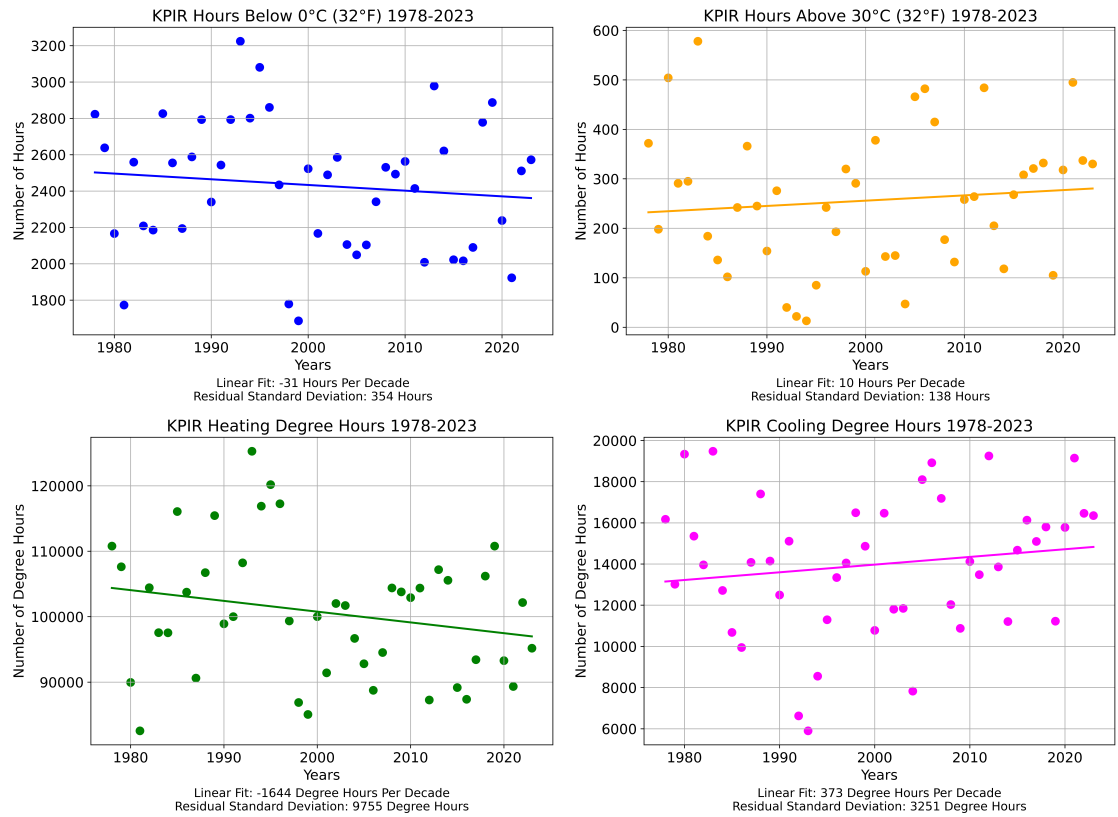 KPIR Hours Below 0°C (32°F) 1978-2023
Number of Hours
3200
3000
2800
2600
2400
2200
2000
1800
1980 1990 2000 2010 2020
Years
Linear Fit: -31 Hours Per Decade
Residual Standard Deviation: 354 Hours
KPIR Hours Above 30°C (32°F) 1978-2023
Number of Hours
600
500
400
300
200
100
0
1980 1990 2000 2010 2020
Years
Linear Fit: 10 Hours Per Decade
Residual Standard Deviation: 138 Hours
KPIR Heating Degree Hours 1978-2023
Number of Degree Hours
120000
110000
100000
90000
1980 1990 2000 2010 2020
Years
Linear Fit: -1644 Degree Hours Per Decade
Residual Standard Deviation: 9755 Degree Hours
KPIR Cooling Degree Hours 1978-2023
Number of Degree Hours
20000
18000
16000
14000
12000
10000
8000
6000
1980 1990 2000 2010 2020
Years
Linear Fit: 373 Degree Hours Per Decade
Residual Standard Deviation: 3251 Degree Hours